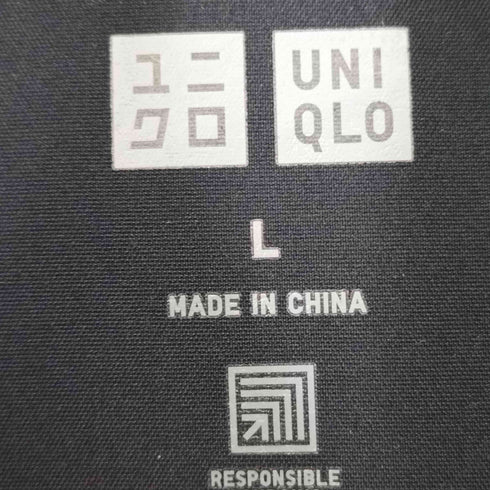 ユニ UNI
クロ QLO
L
MADE IN CHINA
RESPONSIBLE